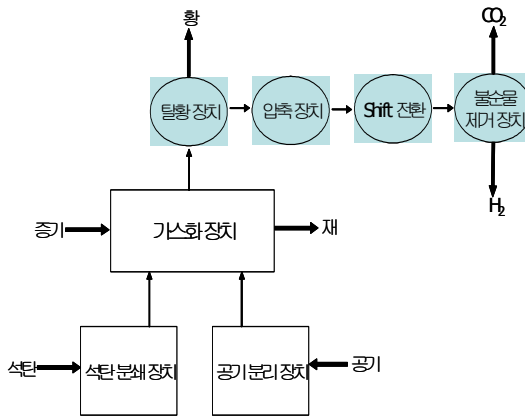 황
CO₂
탈황 장치
압축 장치
Shift 전환
불순물
제거 장치
H₂
증기
가스화 장치
재
석탄
석탄 분쇄 장치
공기 분리 장치
공기